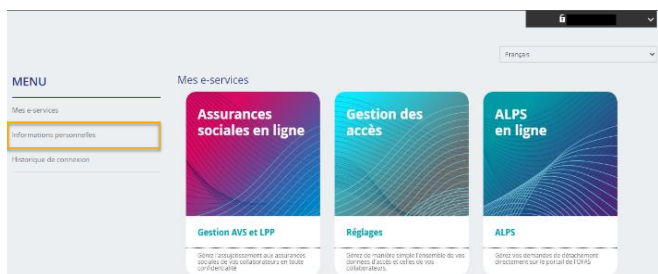 Français
MENU
Mes e-services
Informations personnelles
Historique de connexion
Mes e-services
Assurances
sociales en ligne
Gestion AVS et LPP
Gérez l'assujettissement aux assurances
sociales de vos collaborateurs en toute
confidentialité
Gestion des
accès
Réglages
Gérez de manière simple l'ensemble de vos
données d'accès et celles de vos
collaborateurs.
ALPS
en ligne
ALPS
Gérez vos demandes de détachement
directement sur le portail de l'OFAS